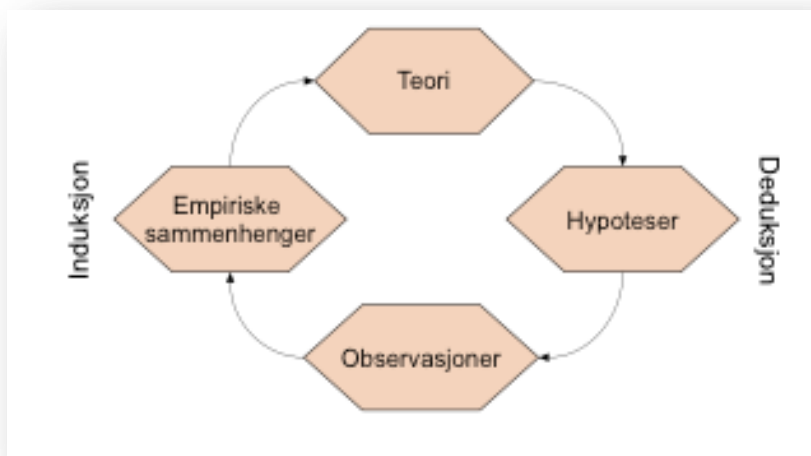 Teori
Induksjon
Empiriske
sammenhenger
Hypoteser
Deduksjon
Observasjoner